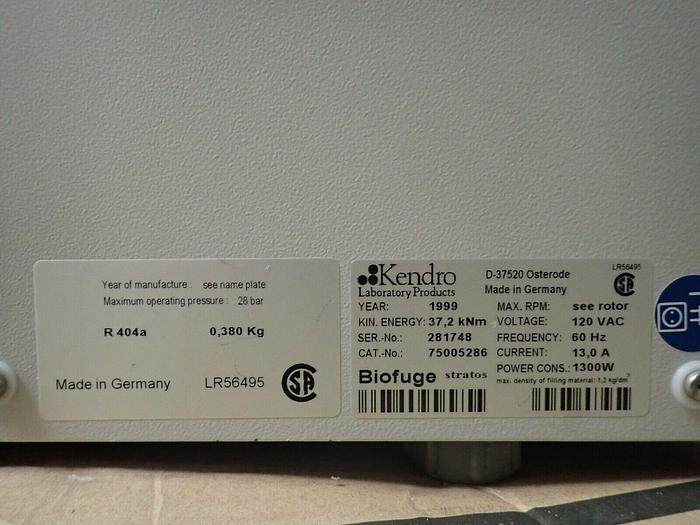 Year of manufacture : see name plate
Maximum operating pressure : 28 bar
R 404a 0,380 Kg
Made in Germany LR56495
Kendro
Laboratory Products
D-37520 Osterode
Made in Germany
LR56495
YEAR: 1999 MAX. RPM: see rotor
KIN. ENERGY: 37,2 kNm VOLTAGE: 120 VAC
SER.-No.: 281748 FREQUENCY: 60 Hz
CAT.-No.: 75005286 CURRENT: 13,0 A
Biofuge stratos POWER CONS.: 1300W
max. density of filling material: 1,2 kg/dm³